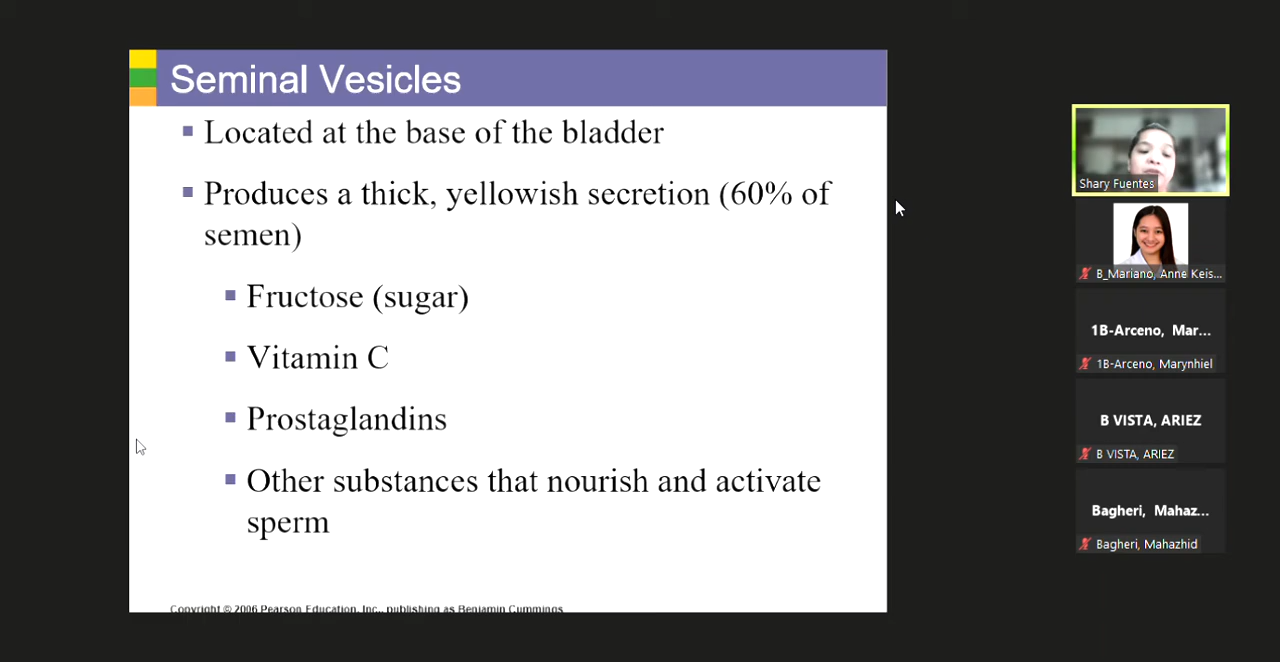 Seminal Vesicles
Located at the base of the bladder
Produces a thick, yellowish secretion (60% of
semen)
Fructose (sugar)
Vitamin C
Prostaglandins
Other substances that nourish and activate
sperm
Copyright © 2006 Pearson Education, Inc., publishing as Benjamin Cummings
Shary Fuentes
B_Mariano, Anne Keis...
1B-Arceno, Mar...
1B-Arceno, Marynhiel
B VISTA, ARIEZ
B VISTA, ARIEZ
Bagheri, Mahaz...
Bagheri, Mahazhid